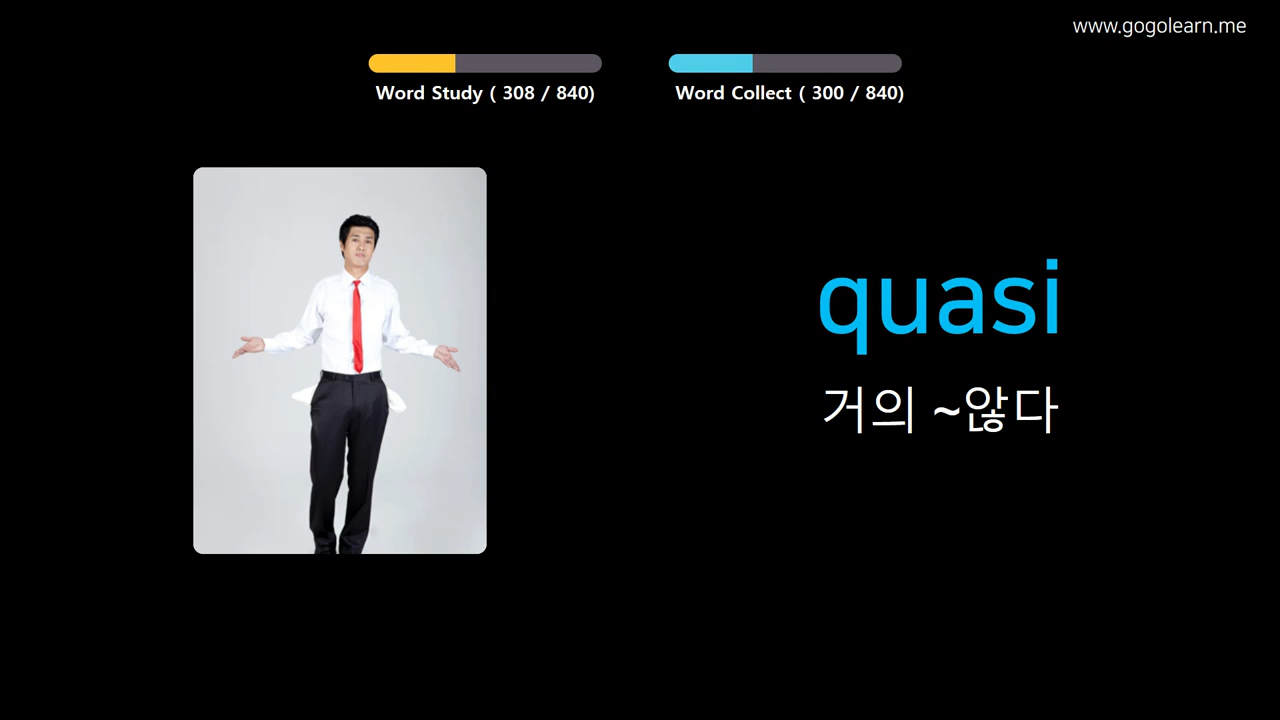 www.gogolearn.me
Word Study ( 308 / 840)
Word Collect ( 300 / 840)
quasi
거의 ~않다